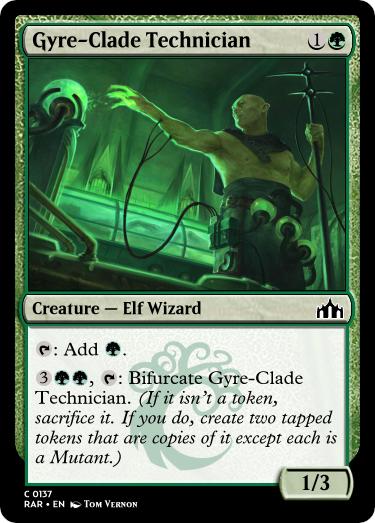 Gyre-Clade Technician 1
Creature — Elf Wizard
: Add .
3, : Bifurcate Gyre-Clade
Technician. (If it isn't a token,
sacrifice it. If you do, create two tapped
tokens that are copies of it except each is
a Mutant.)
1/3
C 0137
RAR • EN Tom Vernon